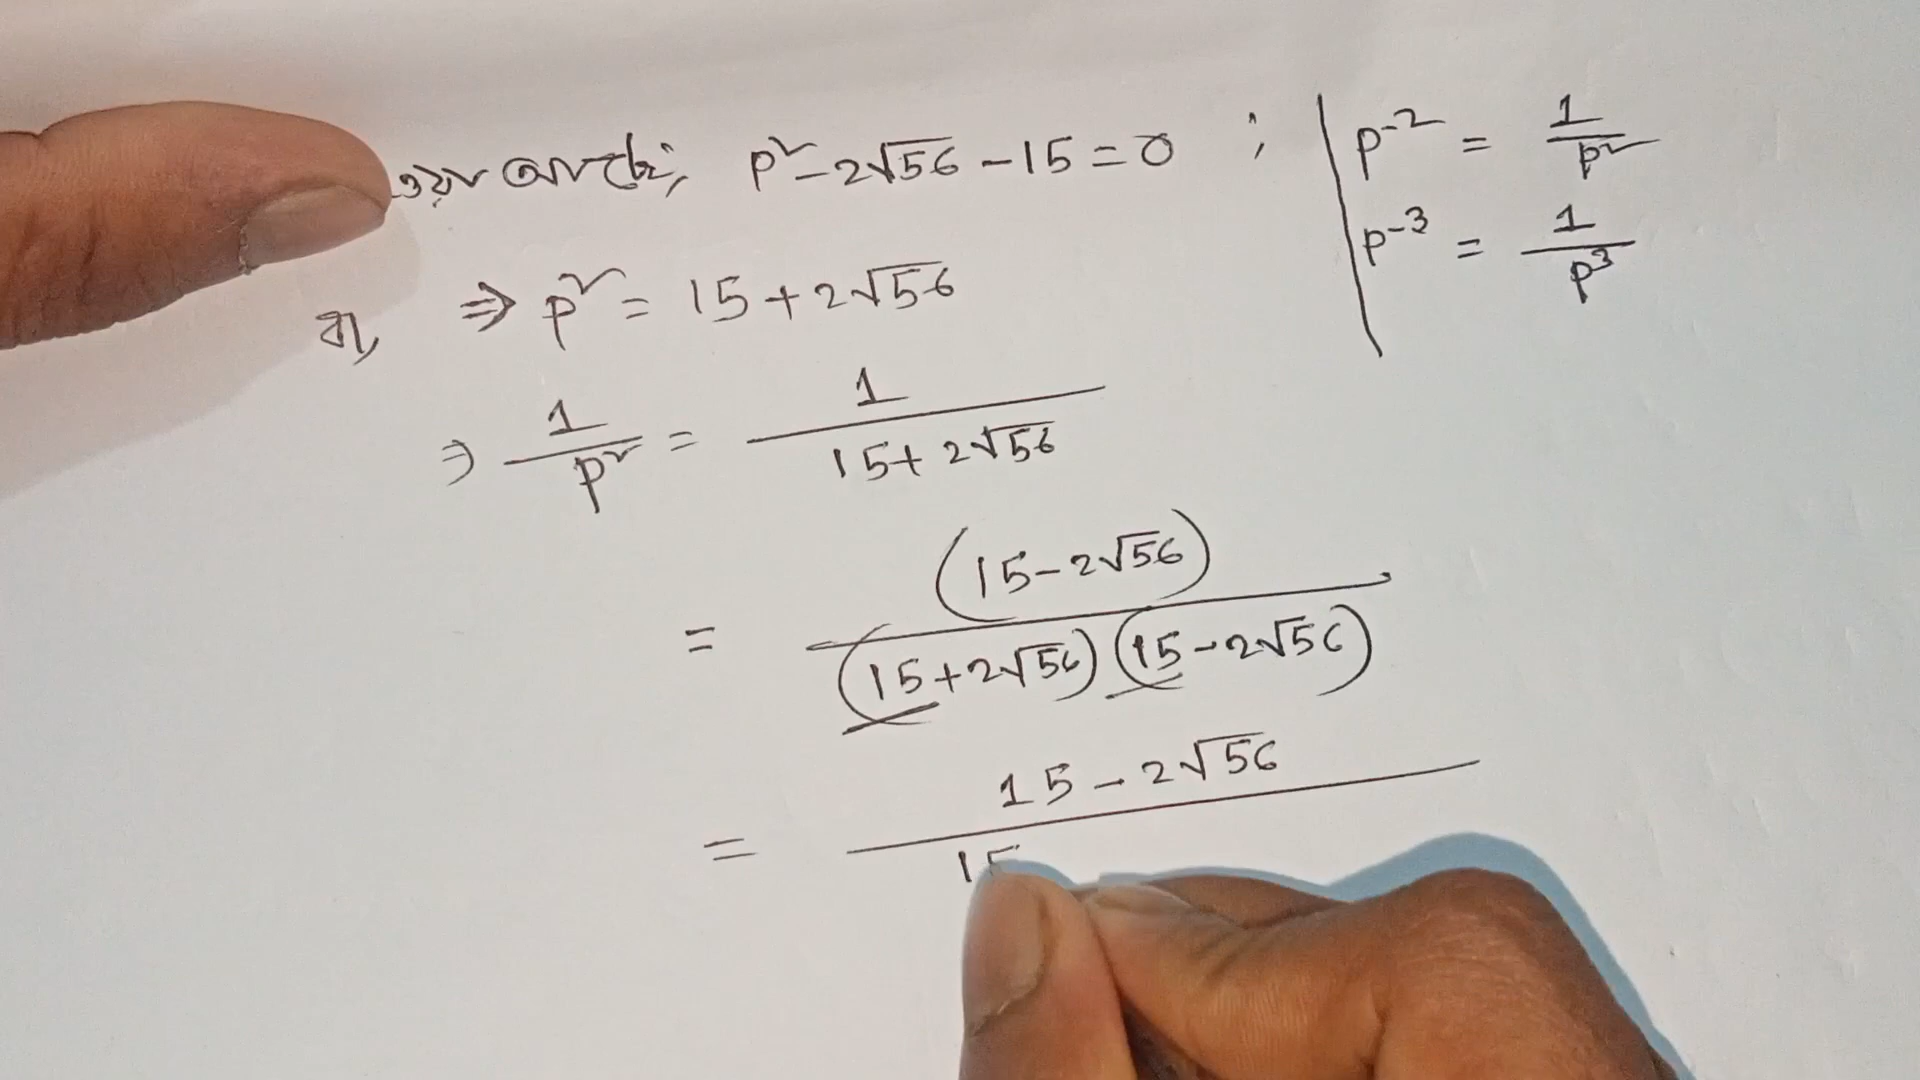 দেওয়া আছে, p² - 2√56 - 15 = 0 ;
বা, ⇒ p² = 15 + 2√56
⇒ 1/p² = 1/(15 + 2√56)
= (15 - 2√56)/(15 + 2√56)(15 - 2√56)
= 15 - 2√56/15
p⁻² = 1/p²
p⁻³ = 1/p³